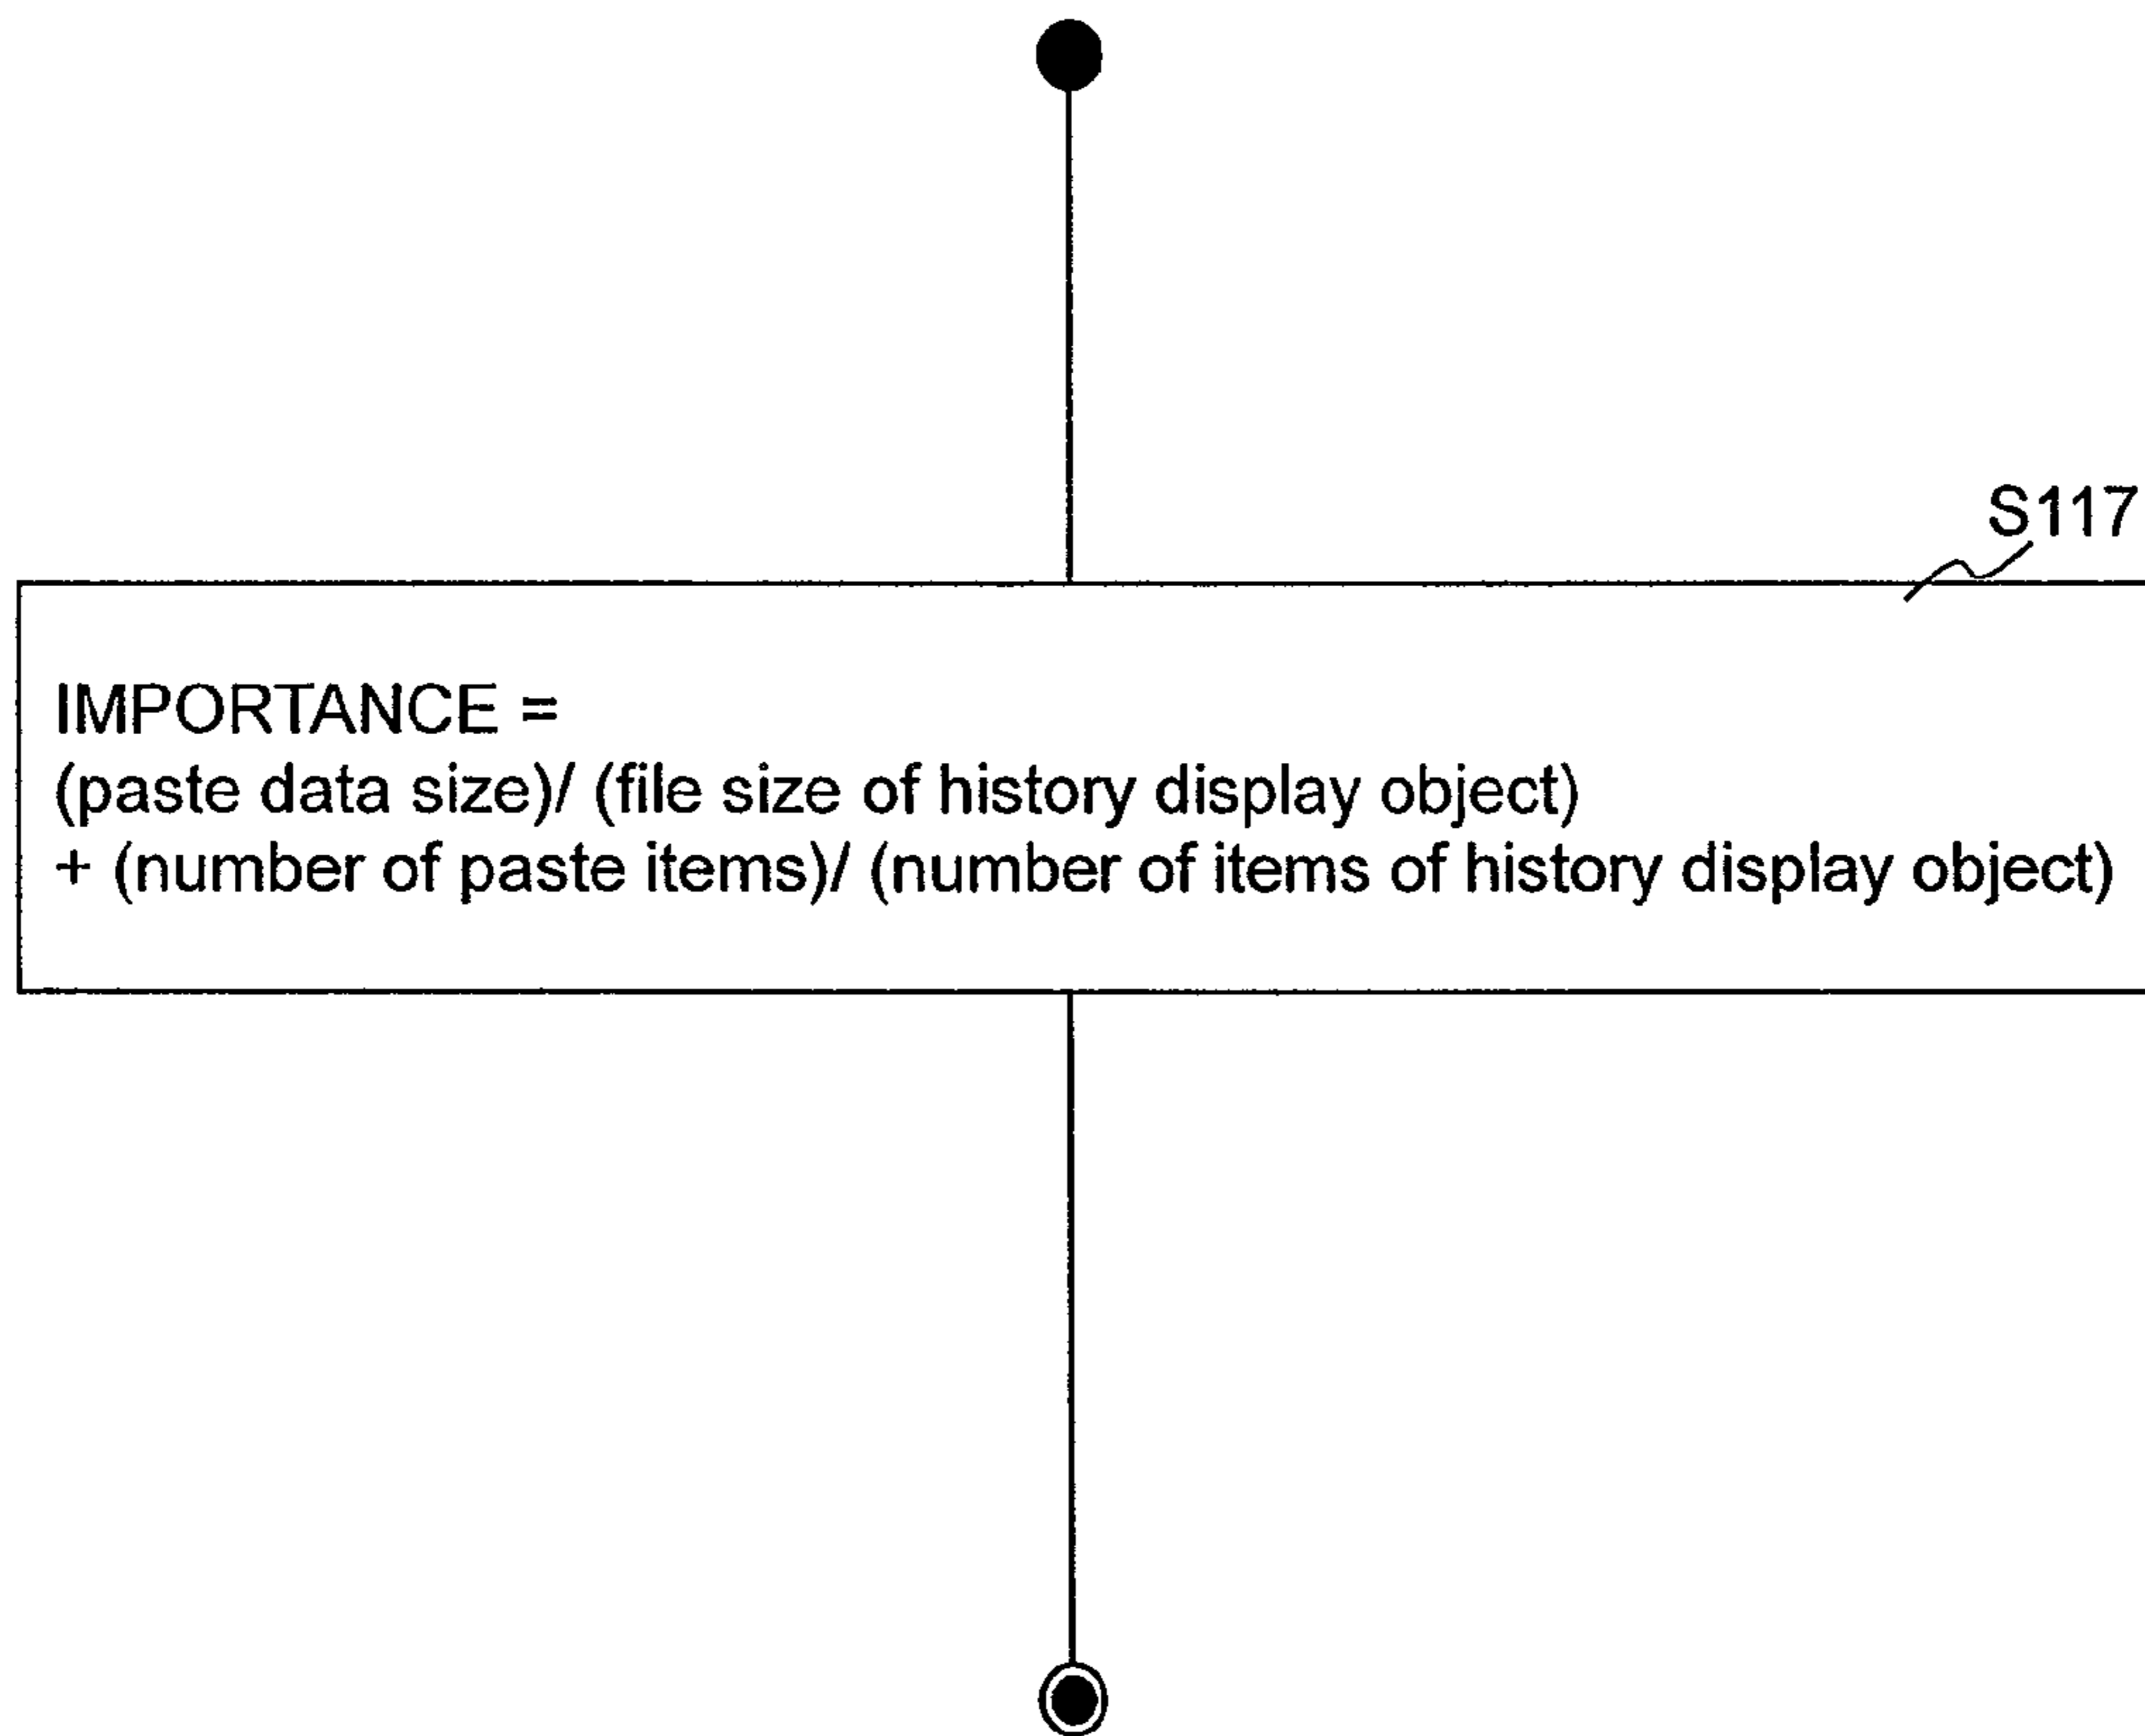 S117
IMPORTANCE =
(paste data size)/ (file size of history display object)
+ (number of paste items)/ (number of items of history display object)